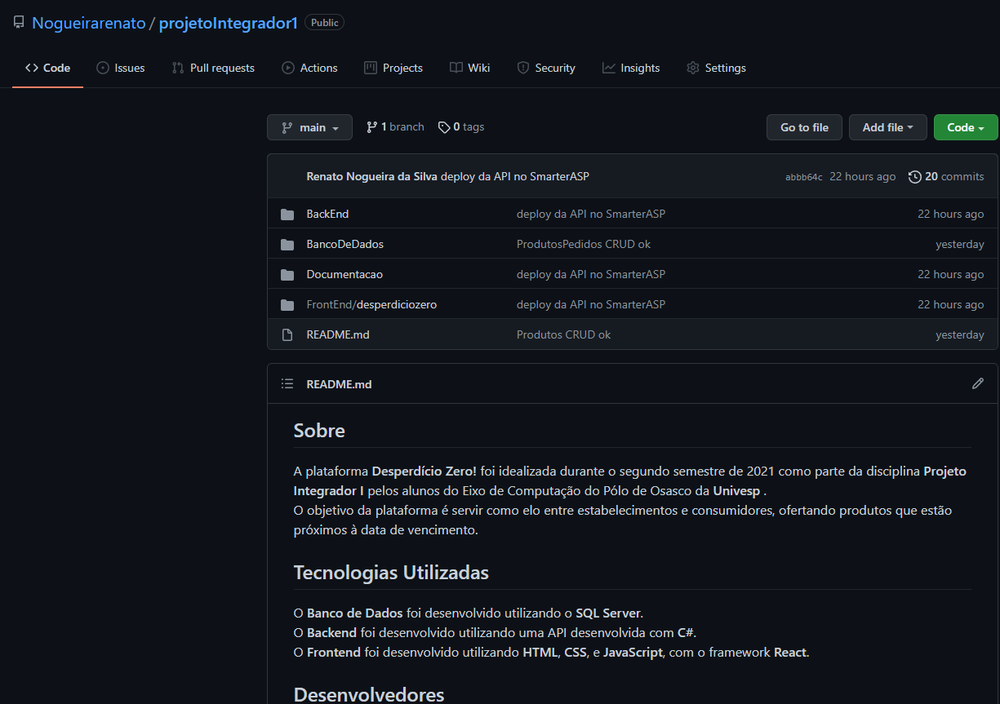 Nogueirarenato / projetoIntegrador1 Public
Code Issues Pull requests Actions Projects Wiki Security Insights Settings
main 1 branch 0 tags Go to file Add file Code
Renato Nogueira da Silva deploy da API no SmarterASP abbb64c 22 hours ago 20 commits
BackEnd deploy da API no SmarterASP 22 hours ago
BancoDeDados ProdutosPedidos CRUD ok yesterday
Documentacao deploy da API no SmarterASP 22 hours ago
FrontEnd/desperdiciozero deploy da API no SmarterASP 22 hours ago
README.md Produtos CRUD ok yesterday
README.md
Sobre
A plataforma Desperdício Zero! foi idealizada durante o segundo semestre de 2021 como parte da disciplina Projeto
Integrador I pelos alunos do Eixo de Computação do Pólo de Osasco da Univesp .
O objetivo da plataforma é servir como elo entre estabelecimentos e consumidores, ofertando produtos que estão
próximos à data de vencimento.
Tecnologias Utilizadas
O Banco de Dados foi desenvolvido utilizando o SQL Server.
O Backend foi desenvolvido utilizando uma API desenvolvida com C#.
O Frontend foi desenvolvido utilizando HTML, CSS, e JavaScript, com o framework React.
Desenvolvedores